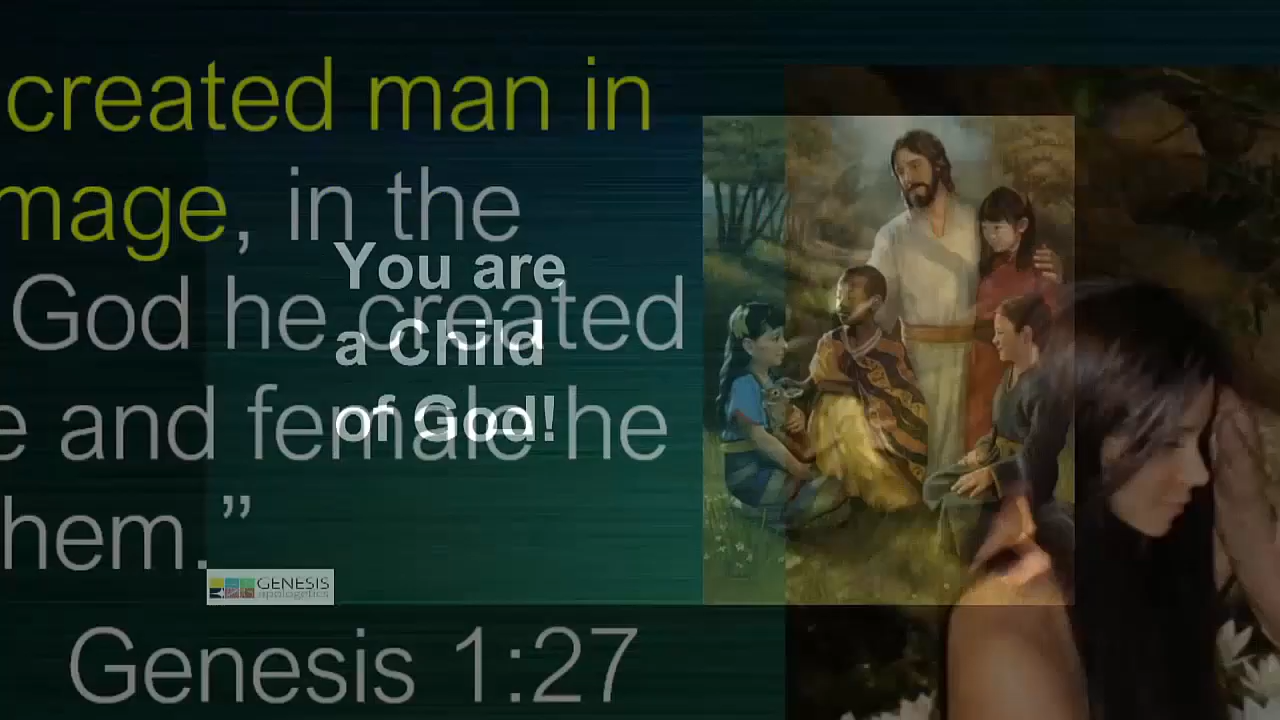 created man in
mage, in the
God he created
e and female he
hem.”
Genesis 1:27
You are
a Child
of God!
GENESIS
apologetics